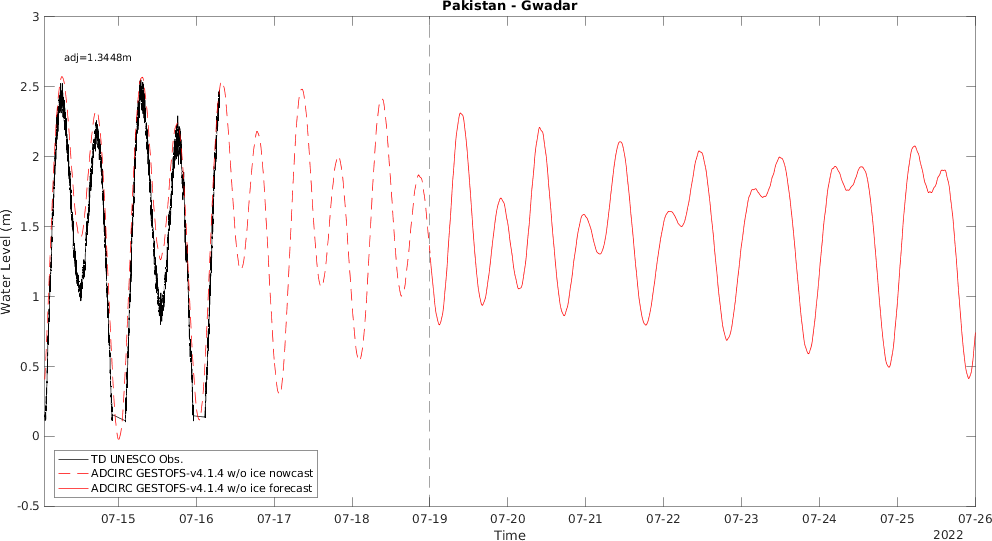 Pakistan - Gwadar
adj=1.3448m
Water Level (m)
3
2.5
2
1.5
1
0.5
0
-0.5
TD UNESCO Obs.
ADCIRC GESTOFS-v4.1.4 w/o ice nowcast
ADCIRC GESTOFS-v4.1.4 w/o ice forecast
07-15 07-16 07-17 07-18 07-19 07-20 07-21 07-22 07-23 07-24 07-25 07-26
Time
2022